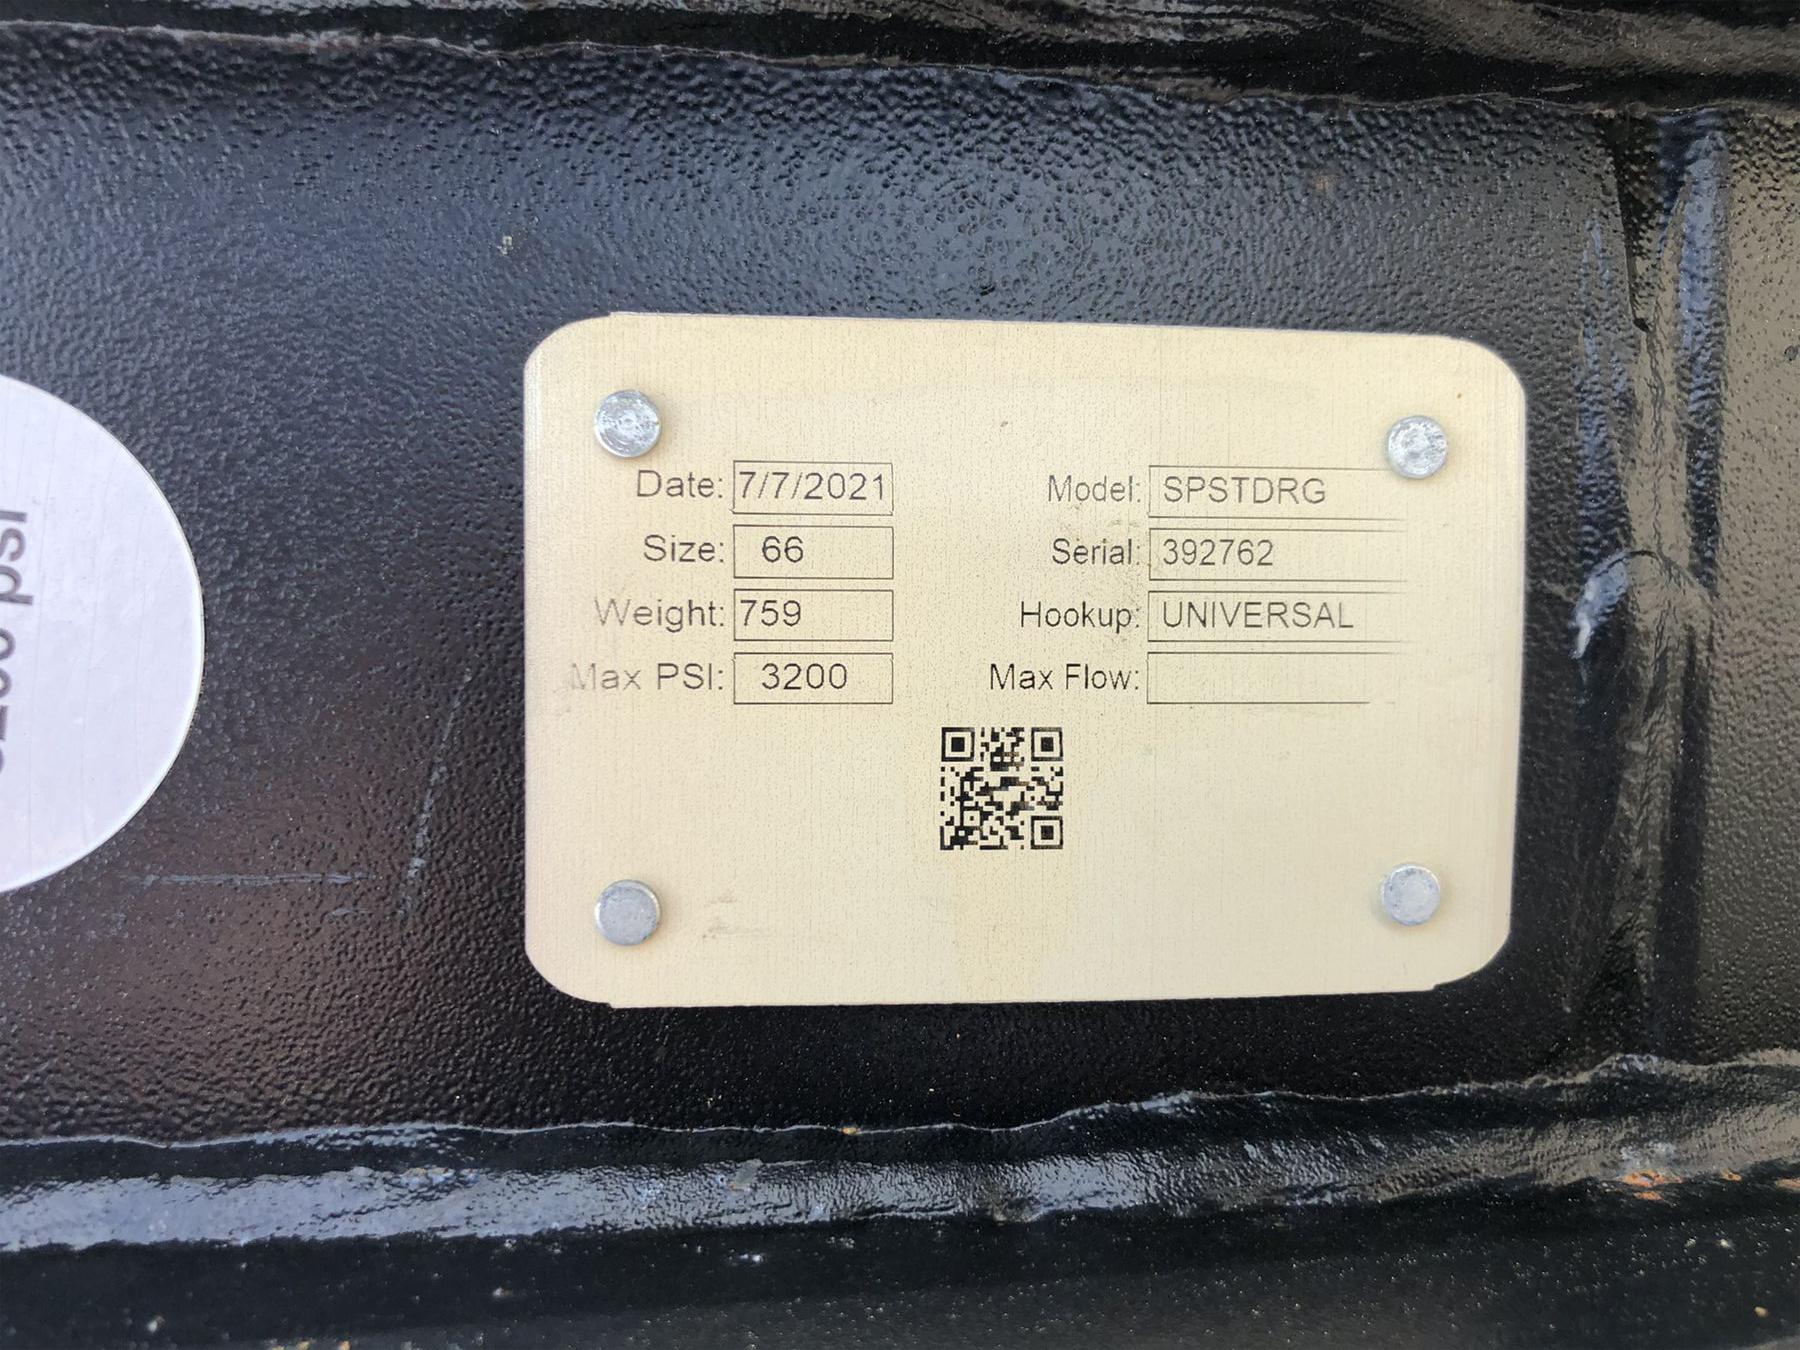 Date: 7/7/2021
Size: 66
Weight: 759
Max PSI: 3200
Model: SPSTDRG
Serial: 392762
Hookup: UNIVERSAL
Max Flow:
psi